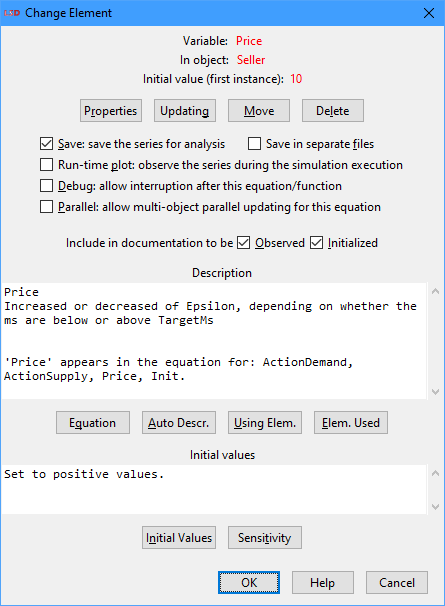 Change Element
Variable: Price
In object: Seller
Initial value (first instance): 10
Properties Updating Move Delete
Save: save the series for analysis Save in separate files
Run-time plot: observe the series during the simulation execution
Debug: allow interruption after this equation/function
Parallel: allow multi-object parallel updating for this equation
Include in documentation to be Observed Initialized
Description
Price
Increased or decreased of Epsilon, depending on whether the
ms are below or above TargetMs
'Price' appears in the equation for: ActionDemand,
ActionSupply, Price, Init.
Equation Auto Descr. Using Elem. Elem. Used
Initial values
Set to positive values.
Initial Values Sensitivity
OK Help Cancel